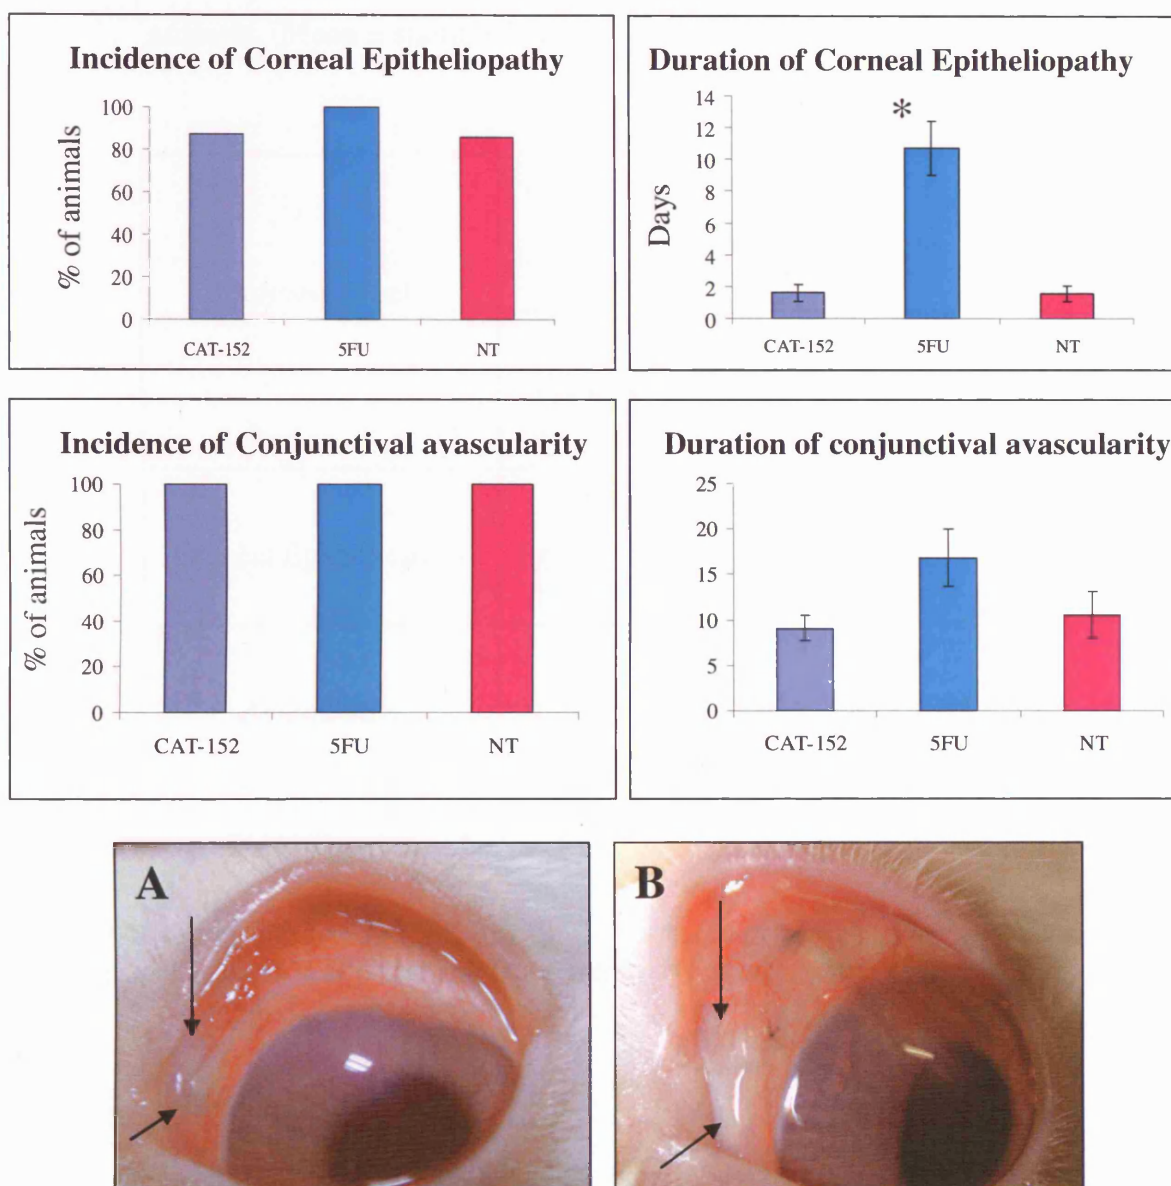 Incidence of Corneal Epitheliopathy
% of animals
100
80
60
40
20
0
CAT-152 5FU NT
Duration of Corneal Epitheliopathy
Days
14
12
10
8
6
4
2
0
*
CAT-152 5FU NT
Incidence of Conjunctival avascularity
% of animals
100
80
60
40
20
0
CAT-152 5FU NT
Duration of conjunctival avascularity
25
20
15
10
5
0
CAT-152 5FU NT
A
B